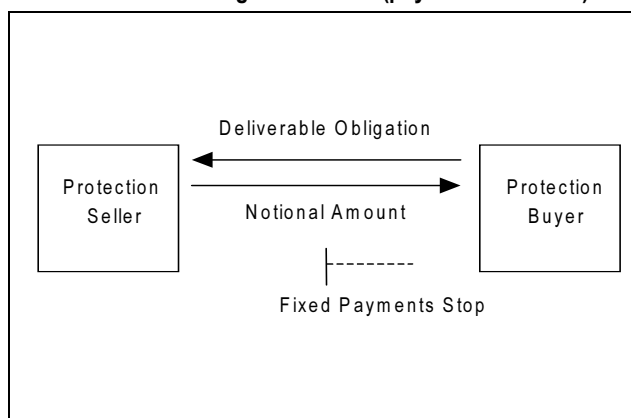 Deliverable Obligation
Protection
Seller
Notional Amount
Protection
Buyer
Fixed Payments Stop